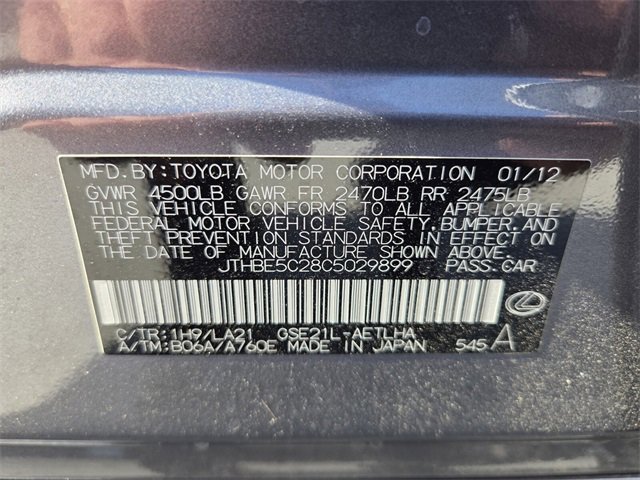 MFD.BY:TOYOTA MOTOR CORPORATION 01/12
GVWR 4500LB GAWR FR 2470LB RR 2475LB
THIS VEHICLE CONFORMS TO ALL APPLICABLE
FEDERAL MOTOR VEHICLE SAFETY,BUMPER,AND
THEFT PREVENTION STANDARDS IN EFFECT ON
THE DATE OF MANUFACTURE SHOWN ABOVE.
JTHBE5C28C5029899 PASS.CAR
C/TR:1H9/LA21 GSE21L-AETLHA
A/TM:B06A/A760E MADE IN JAPAN 545 A